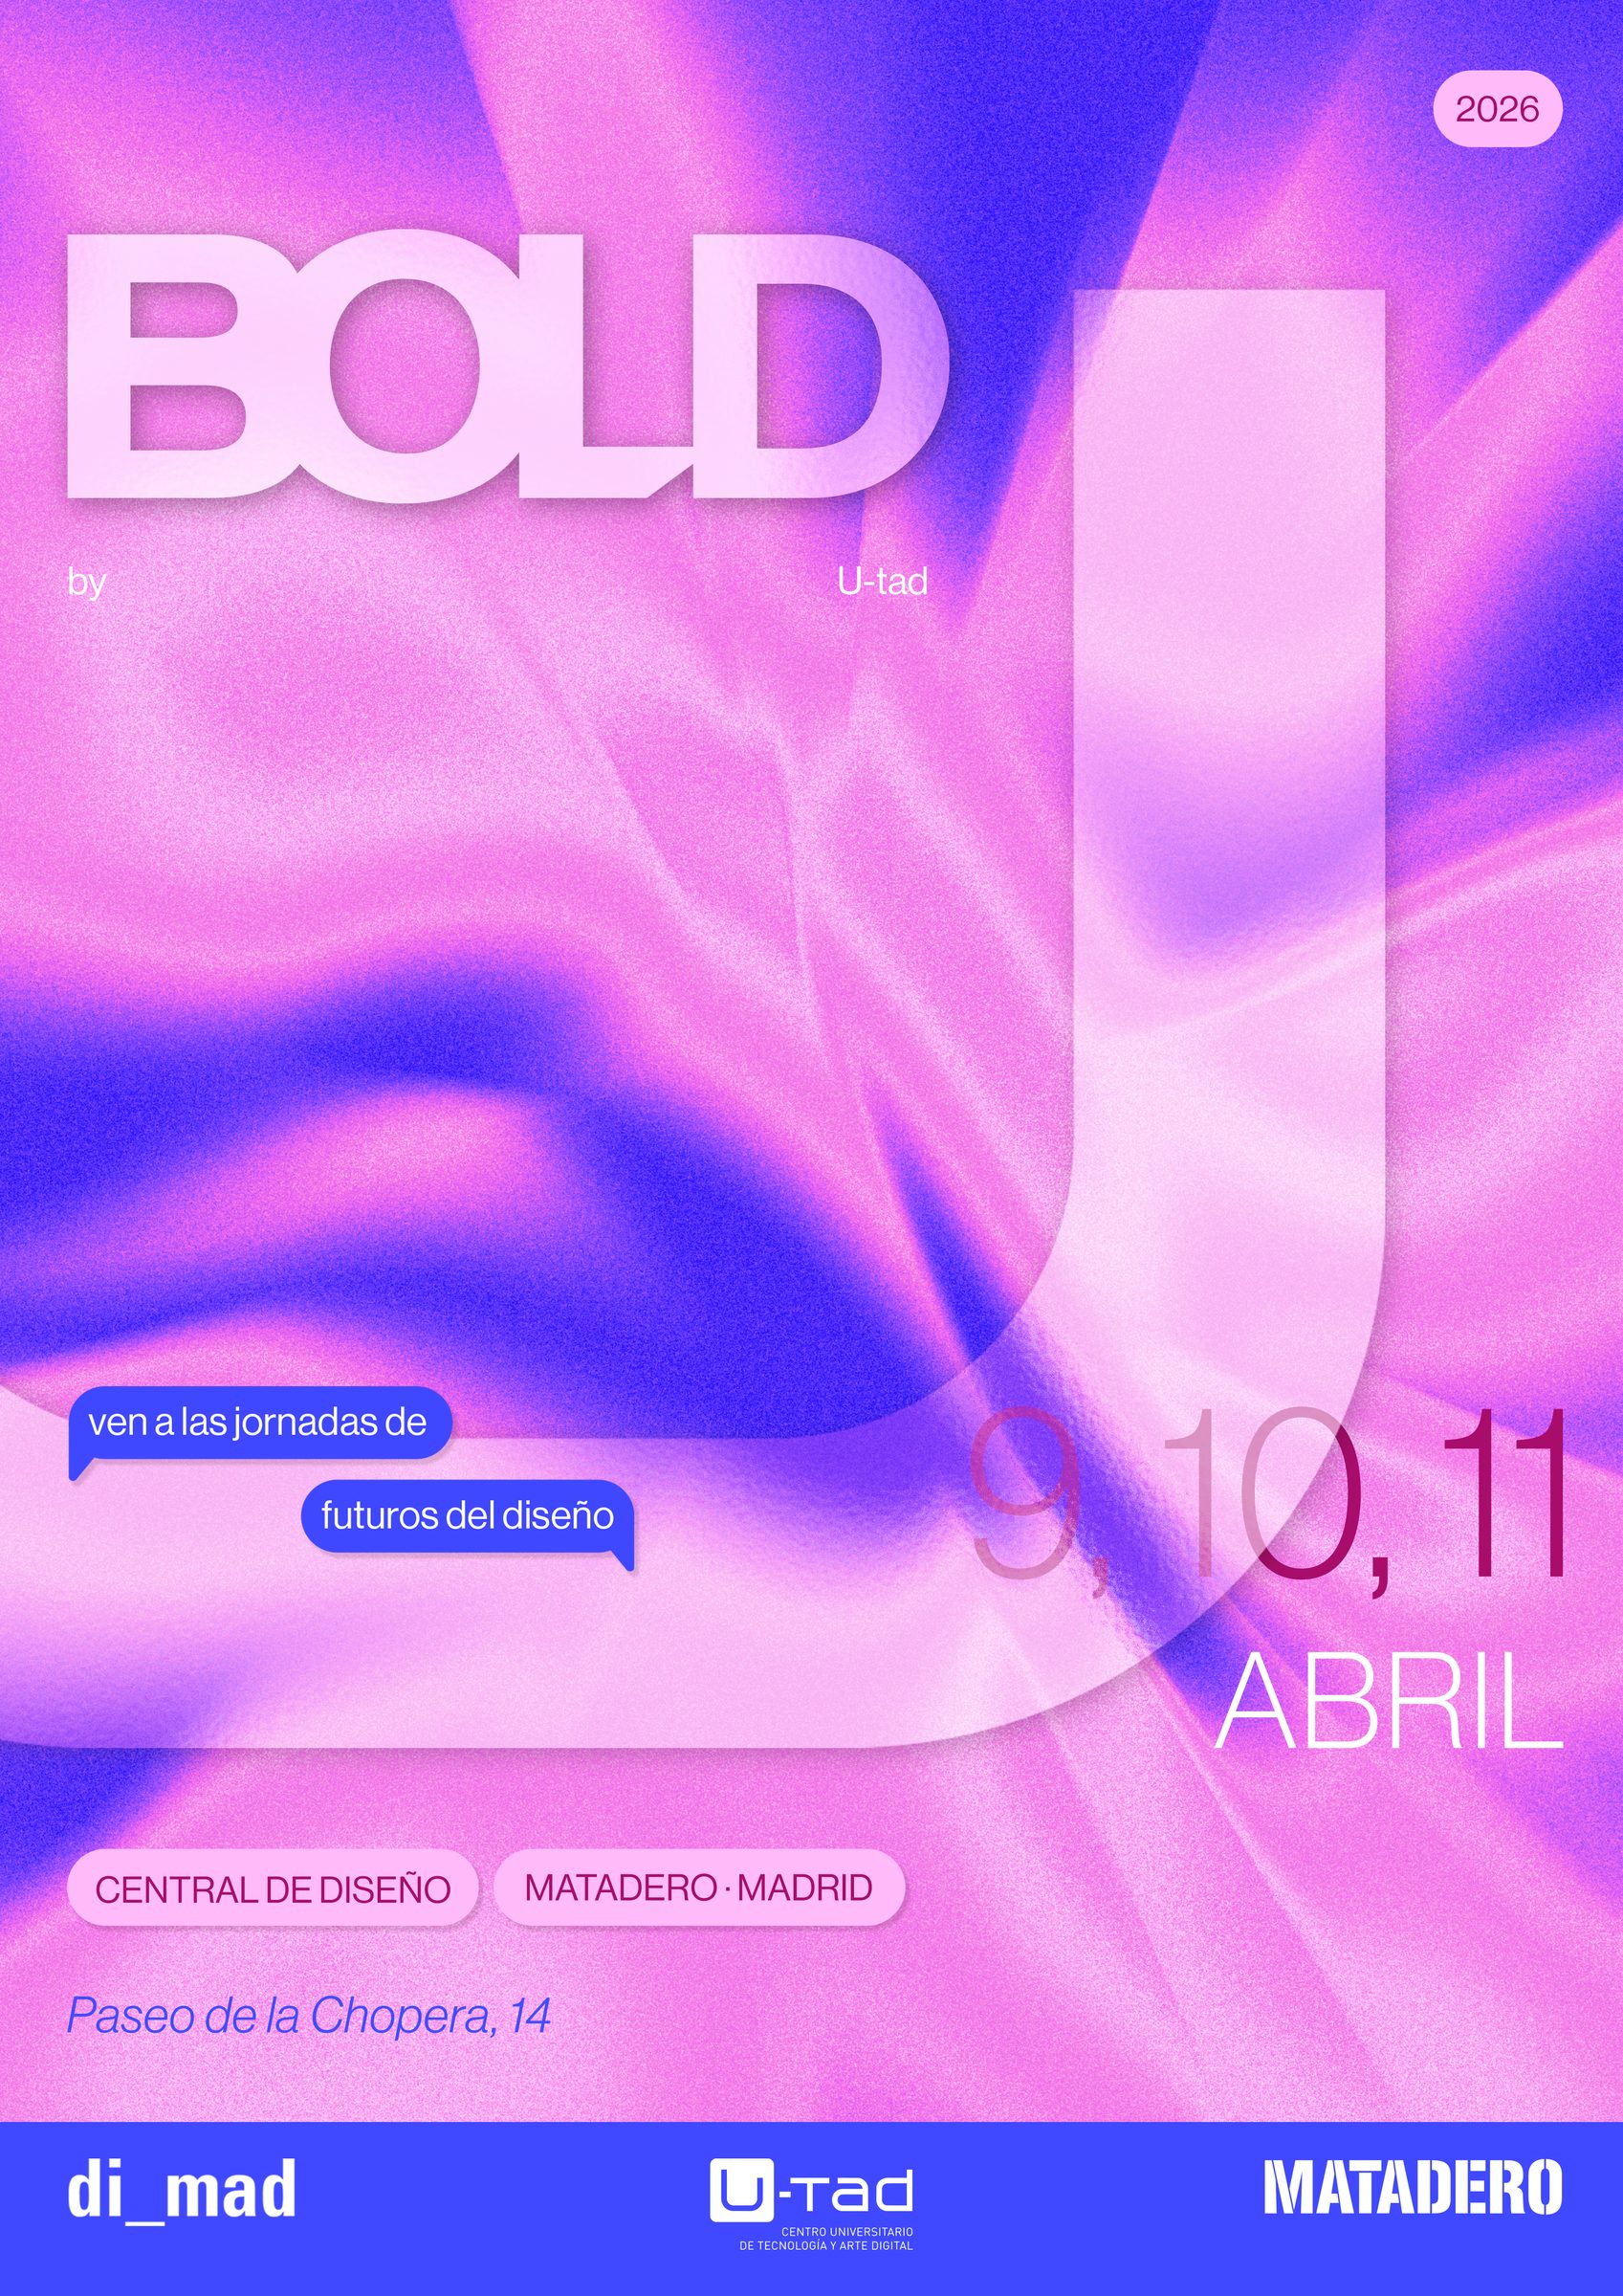 2026
BOLD
by U-tad
J
ven a las jornadas de
futuros del diseño
9, 10, 11
ABRIL
CENTRAL DE DISEÑO
MATADERO · MADRID
Paseo de la Chopera, 14
di_mad
U-tad
CENTRO UNIVERSITARIO
DE TECNOLOGÍA Y ARTE DIGITAL
MATADERO